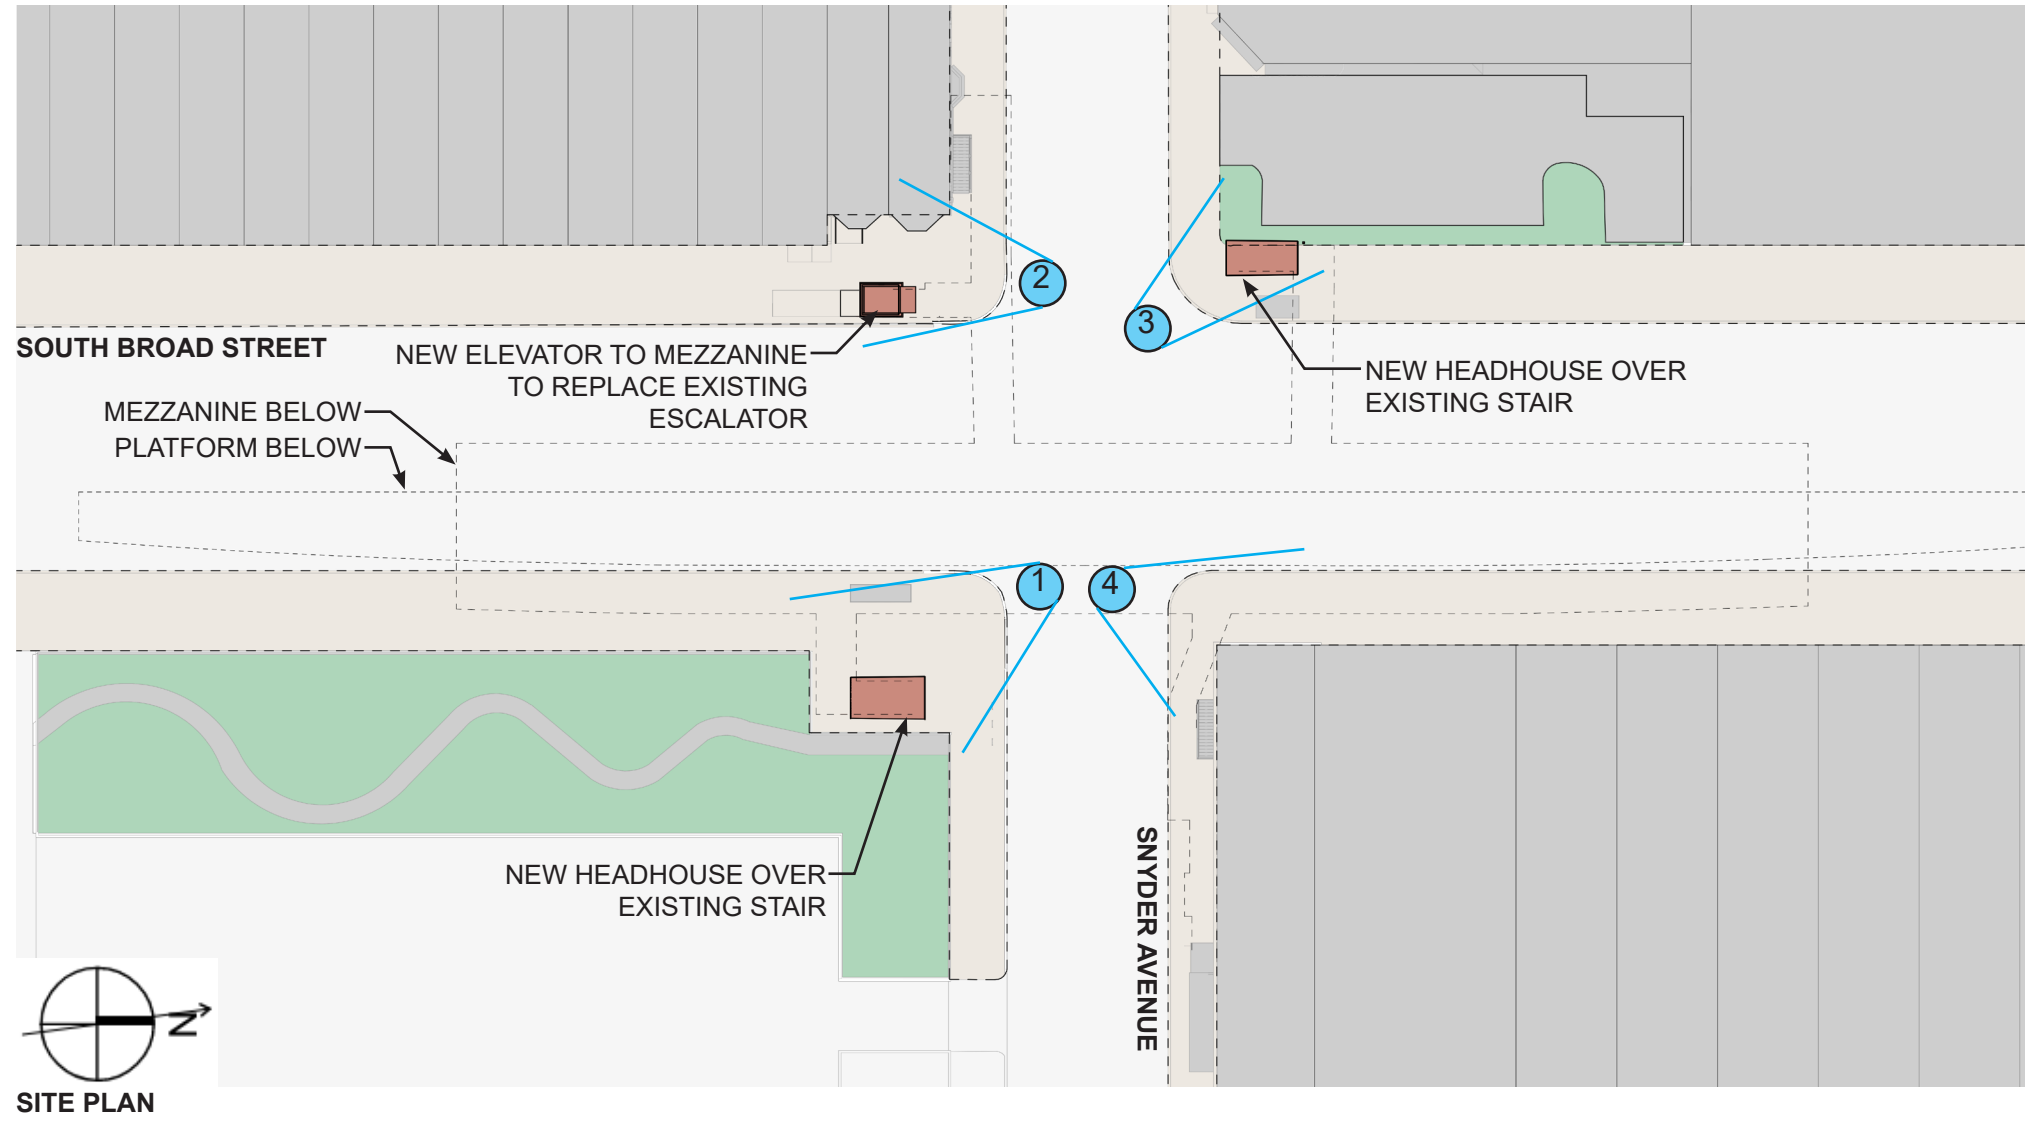 2
3
SOUTH BROAD STREET
NEW ELEVATOR TO MEZZANINE
TO REPLACE EXISTING
ESCALATOR
NEW HEADHOUSE OVER
EXISTING STAIR
MEZZANINE BELOW
PLATFORM BELOW
1
4
NEW HEADHOUSE OVER
EXISTING STAIR
SNYDER AVENUE
N
SITE PLAN